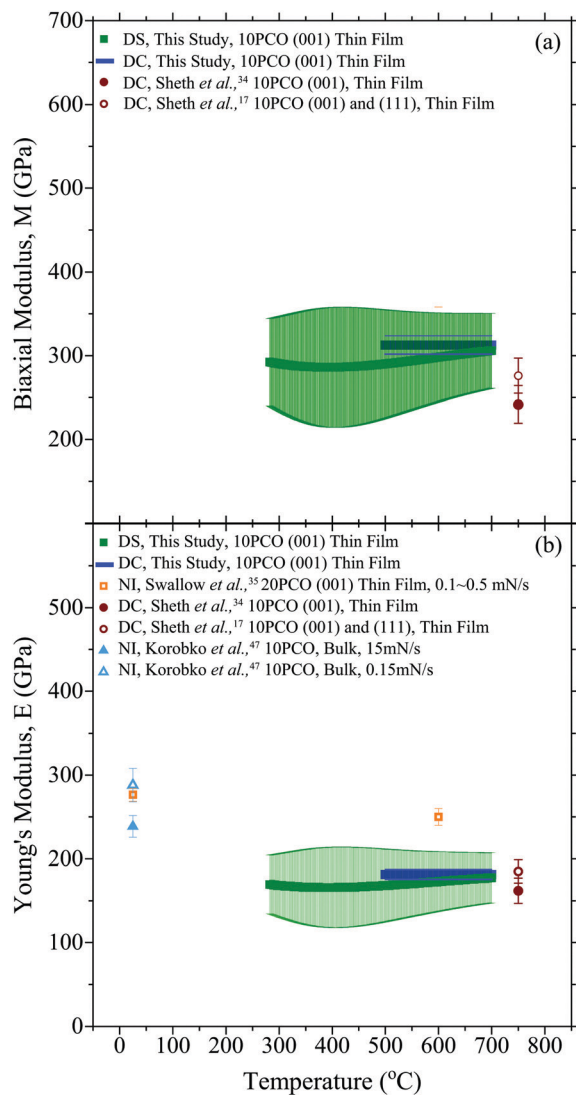 700
600
500
400
300
200
Biaxial Modulus, M (GPa)
(a)
DS, This Study, 10PCO (001) Thin Film
DC, This Study, 10PCO (001) Thin Film
DC, Sheth et al.,34 10PCO (001), Thin Film
DC, Sheth et al.,17 10PCO (001) and (111), Thin Film
500
400
300
200
100
0
Young's Modulus, E (GPa)
(b)
DS, This Study, 10PCO (001) Thin Film
DC, This Study, 10PCO (001) Thin Film
NI, Swallow et al.,35 20PCO (001) Thin Film, 0.1~0.5 mN/s
DC, Sheth et al.,34 10PCO (001), Thin Film
DC, Sheth et al.,17 10PCO (001) and (111), Thin Film
NI, Korobko et al.,47 10PCO, Bulk, 15mN/s
NI, Korobko et al.,47 10PCO, Bulk, 0.15mN/s
0 100 200 300 400 500 600 700 800
Temperature (°C)